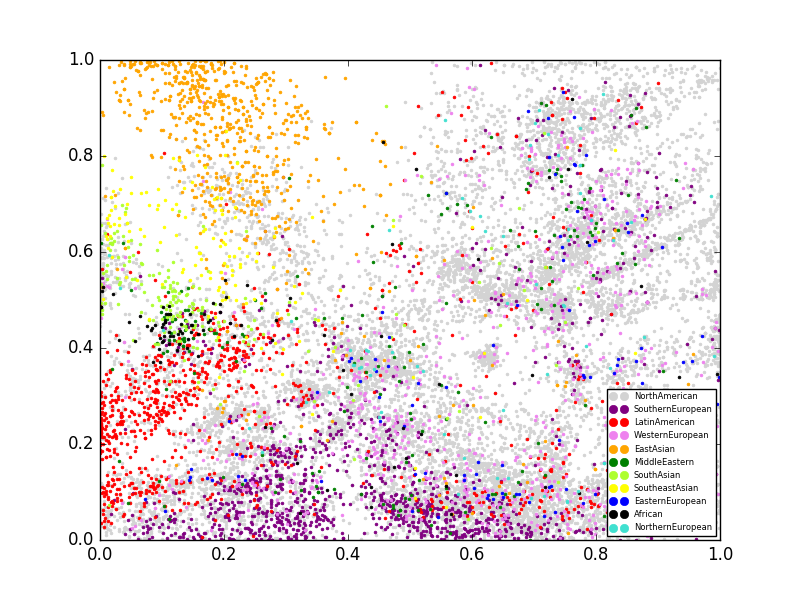 1.0
0.8
0.6
0.4
0.2
0.0
0.0 0.2 0.4 0.6 0.8 1.0
NorthAmerican
SouthernEuropean
LatinAmerican
WesternEuropean
EastAsian
MiddleEastern
SouthAsian
SoutheastAsian
EasternEuropean
African
NorthernEuropean